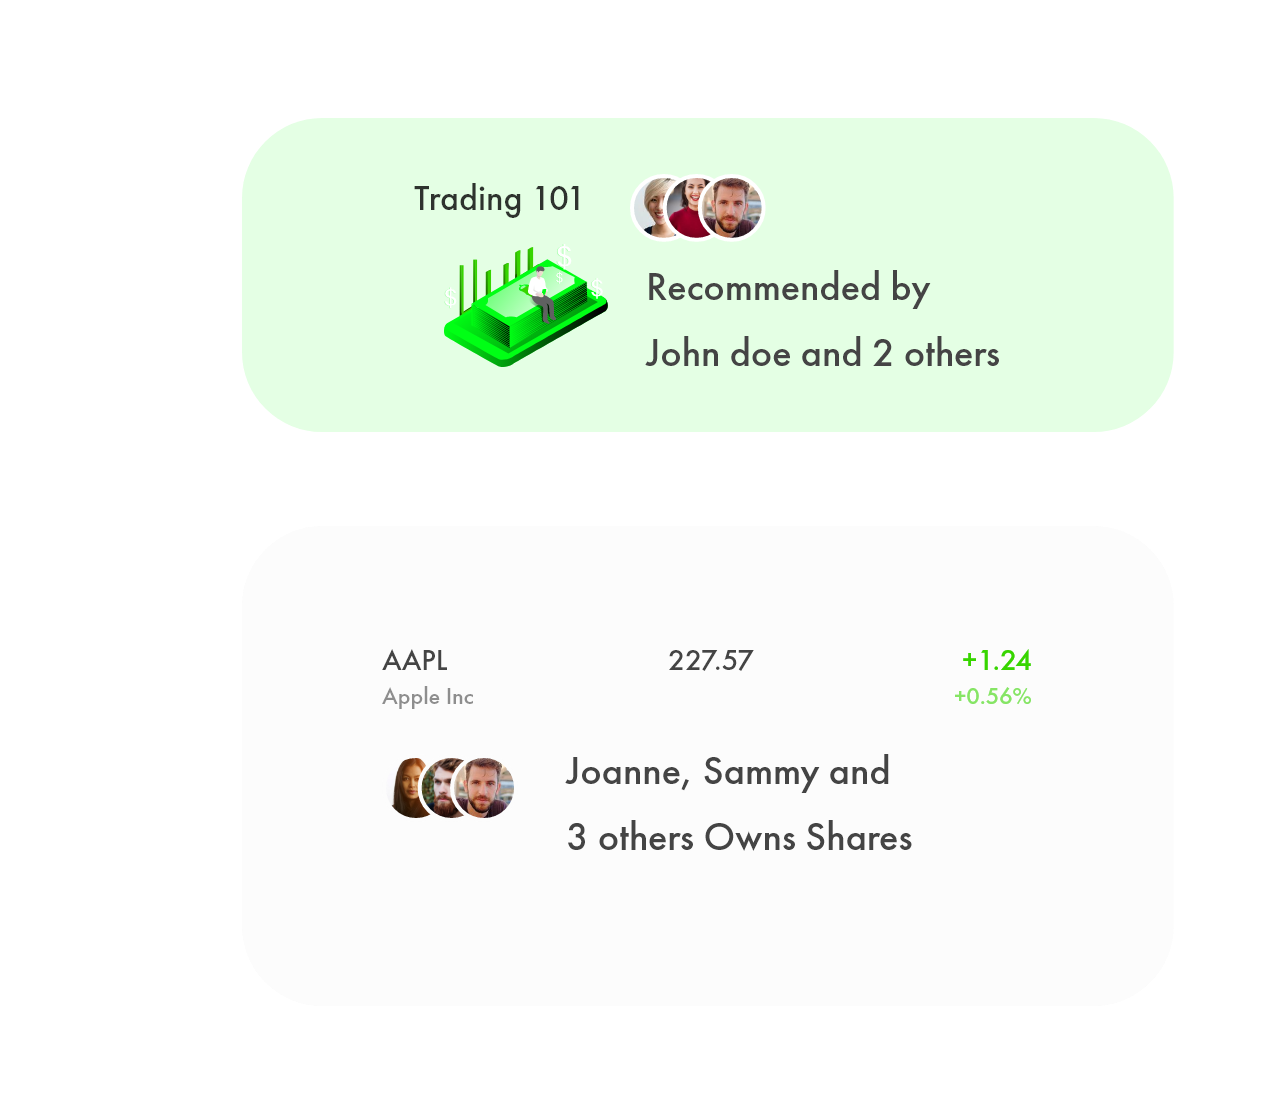 Trading 101
Recommended by
John doe and 2 others
$
$
$
AAPL 227.57 +1.24
Apple Inc +0.56%
Joanne, Sammy and
3 others Owns Shares